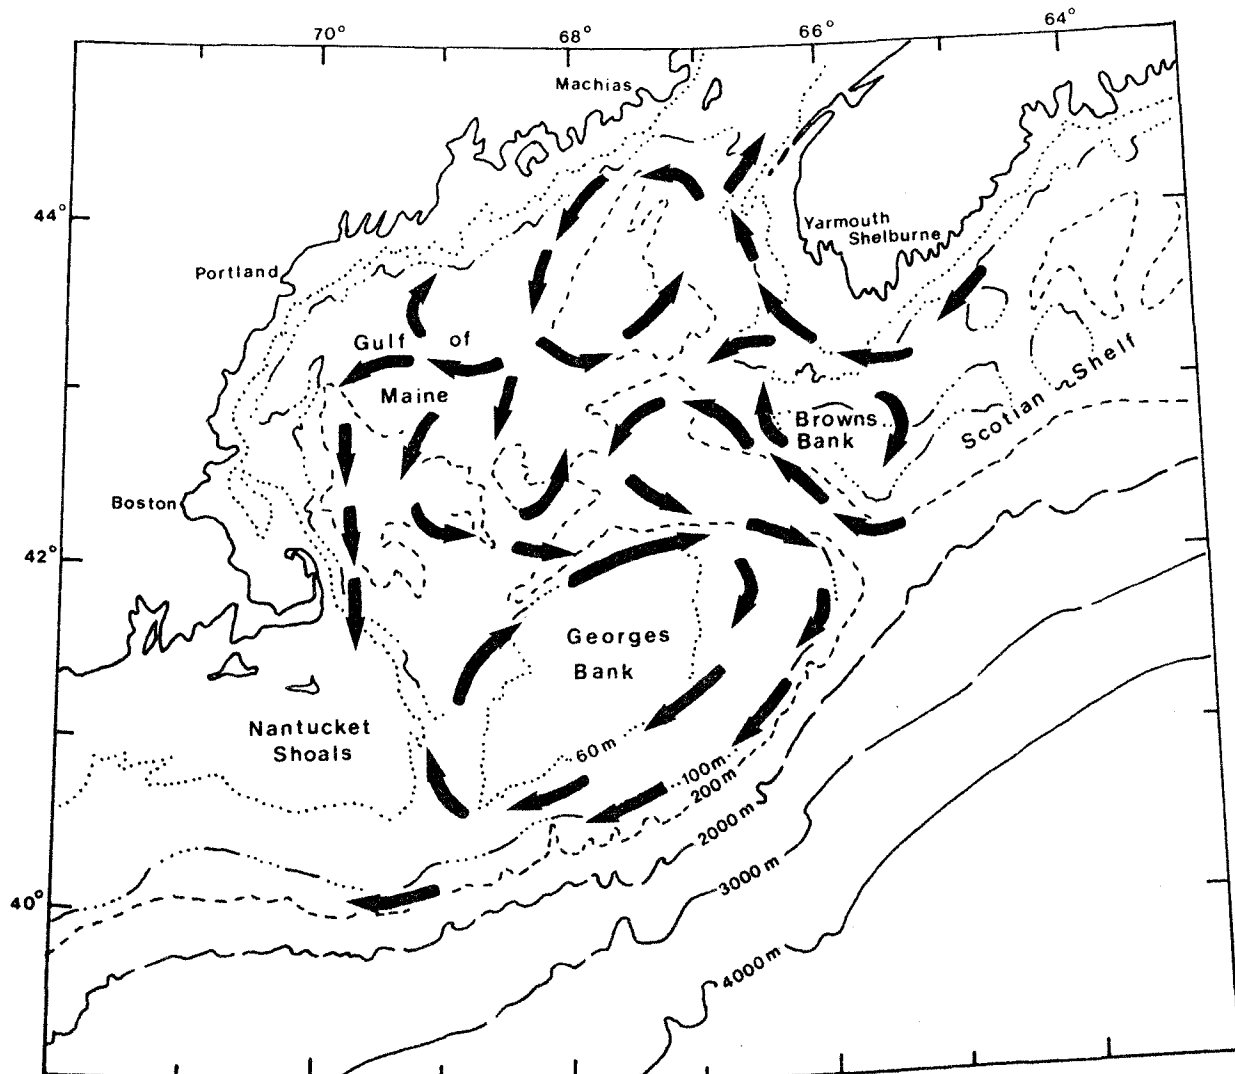 70°
68°
66°
64°
Machias
44°
Yarmouth
Shelburne
Portland
Gulf of
Maine
Browns
Bank
Scotian Shelf
Boston
42°
Georges
Bank
Nantucket
Shoals
60m
100m
200m
2000m
3000m
4000m
40°